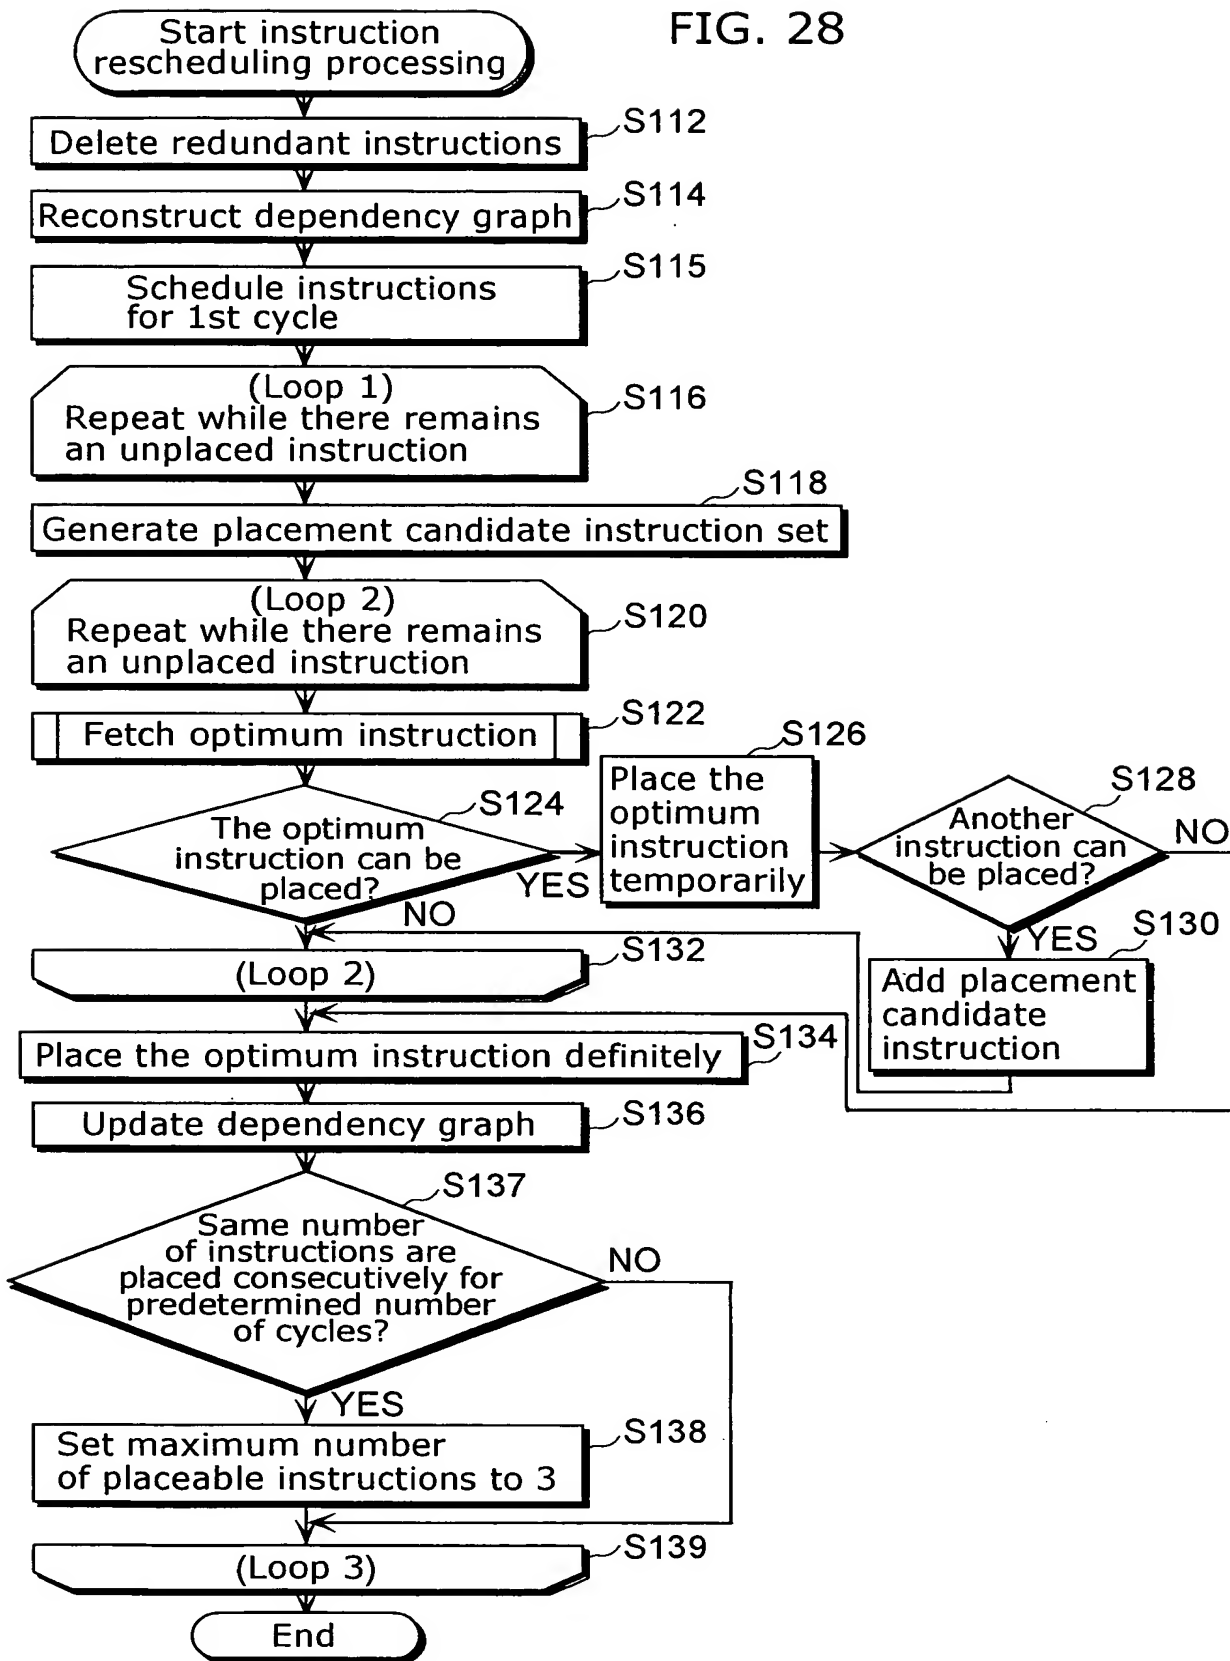 FIG. 28
Start instruction
rescheduling processing
S112
Delete redundant instructions
S114
Reconstruct dependency graph
S115
Schedule instructions
for 1st cycle
(Loop 1)
Repeat while there remains
an unplaced instruction
S116
S118
Generate placement candidate instruction set
(Loop 2)
Repeat while there remains
an unplaced instruction
S120
Fetch optimum instruction
S122
S124
The optimum
instruction can be
placed?
YES
NO
S126
Place the
optimum
instruction
temporarily
S128
Another
instruction can
be placed?
NO
YES
S130
Add placement
candidate
instruction
(Loop 2)
S132
Place the optimum instruction definitely
S134
Update dependency graph
S136
S137
Same number
of instructions are
placed consecutively for
predetermined number
of cycles?
NO
YES
Set maximum number
of placeable instructions to 3
S138
(Loop 3)
S139
End